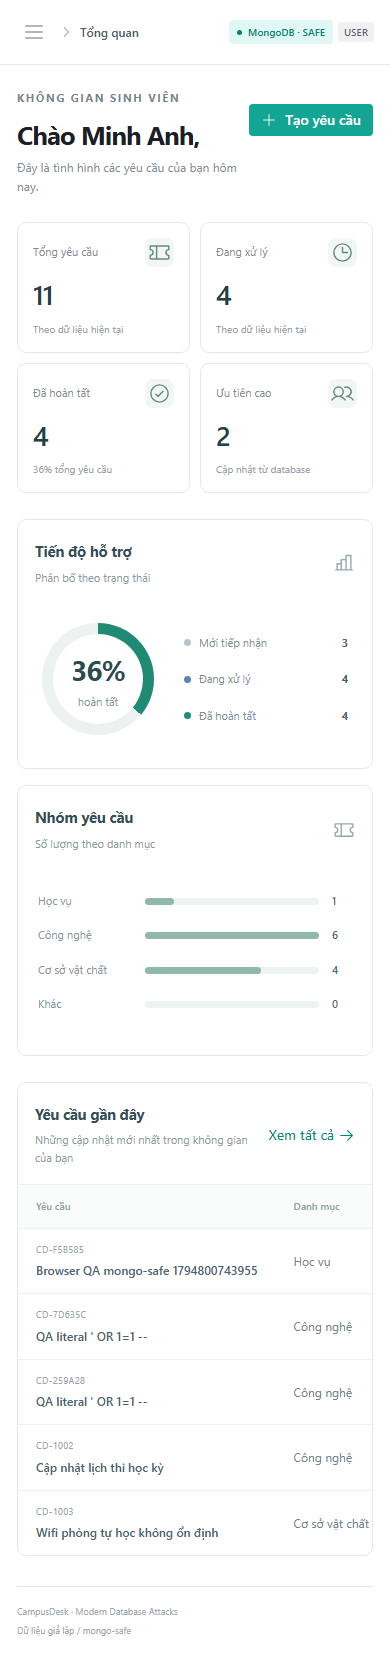 Tổng quan
MongoDB · SAFE
USER
KHÔNG GIAN SINH VIÊN
Chào Minh Anh,
Tạo yêu cầu
Đây là tình hình các yêu cầu của bạn hôm
nay.
Tổng yêu cầu
11
Theo dữ liệu hiện tại
Đang xử lý
4
Theo dữ liệu hiện tại
Đã hoàn tất
4
36% tổng yêu cầu
Ưu tiên cao
2
Cập nhật từ database
Tiến độ hỗ trợ
Phân bố theo trạng thái
36%
hoàn tất
Mới tiếp nhận 3
Đang xử lý 4
Đã hoàn tất 4
Nhóm yêu cầu
Số lượng theo danh mục
Học vụ 1
Công nghệ 6
Cơ sở vật chất 4
Khác 0
Yêu cầu gần đây
Những cập nhật mới nhất trong không gian
của bạn
Xem tất cả →
Yêu cầu Danh mục
CD-F5B585
Browser QA mongo-safe 1794800743955
Học vụ
CD-7D635C
QA literal ' OR 1=1 --
Công nghệ
CD-259A28
QA literal ' OR 1=1 --
Công nghệ
CD-1002
Cập nhật lịch thi học kỳ
Công nghệ
CD-1003
Wifi phòng tự học không ổn định
Cơ sở vật chất
CampusDesk · Modern Database Attacks
Dữ liệu giả lập / mongo-safe